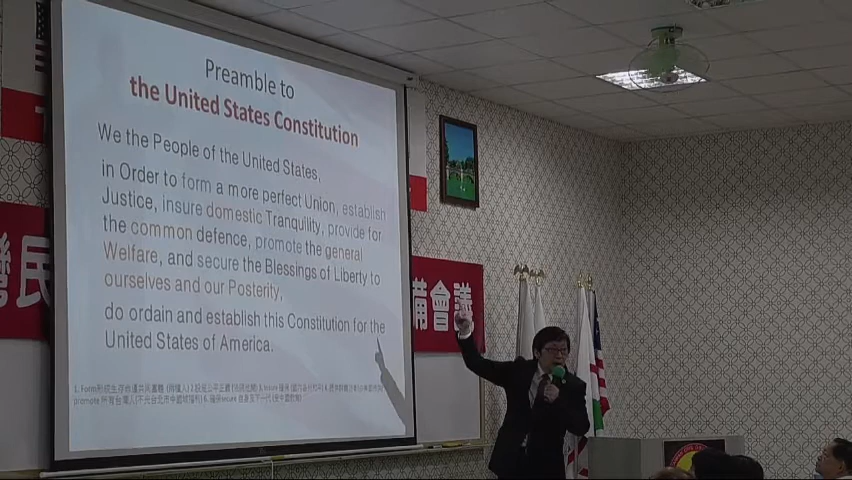 Preamble to
the United States Constitution
We the People of the United States,
in Order to form a more perfect Union, establish
Justice, insure domestic Tranquility, provide for
the common defence, promote the general
Welfare, and secure the Blessings of Liberty to
ourselves and our Posterity,
do ordain and establish this Constitution for the
United States of America.
灣民
備會議